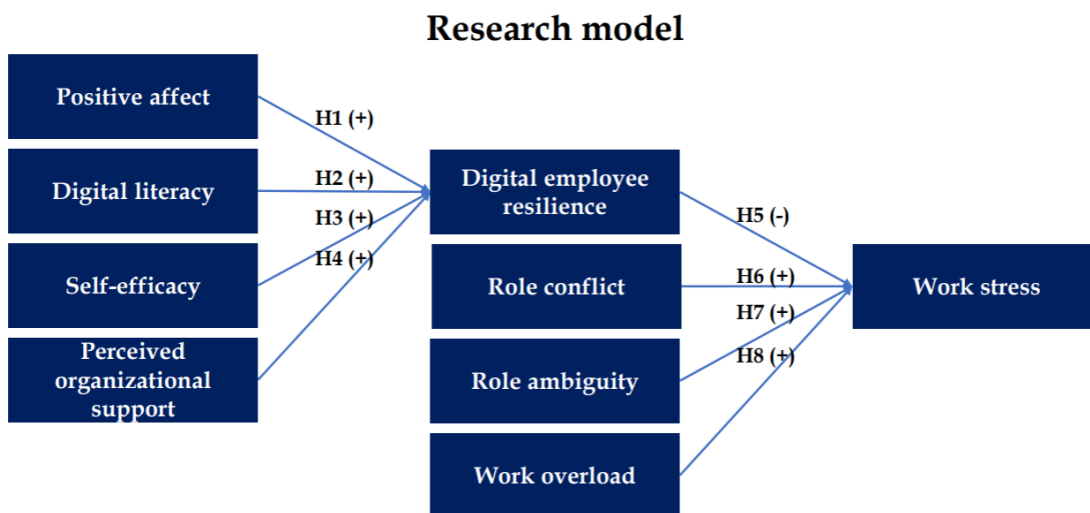 Research model
Positive affect
H1 (+)
Digital literacy
H2 (+)
Digital employee
resilience
H3 (+)
H5 (-)
H4 (+)
Self-efficacy
Role conflict
H6 (+)
Work stress
H7 (+)
Perceived
organizational
support
Role ambiguity
H8 (+)
Work overload